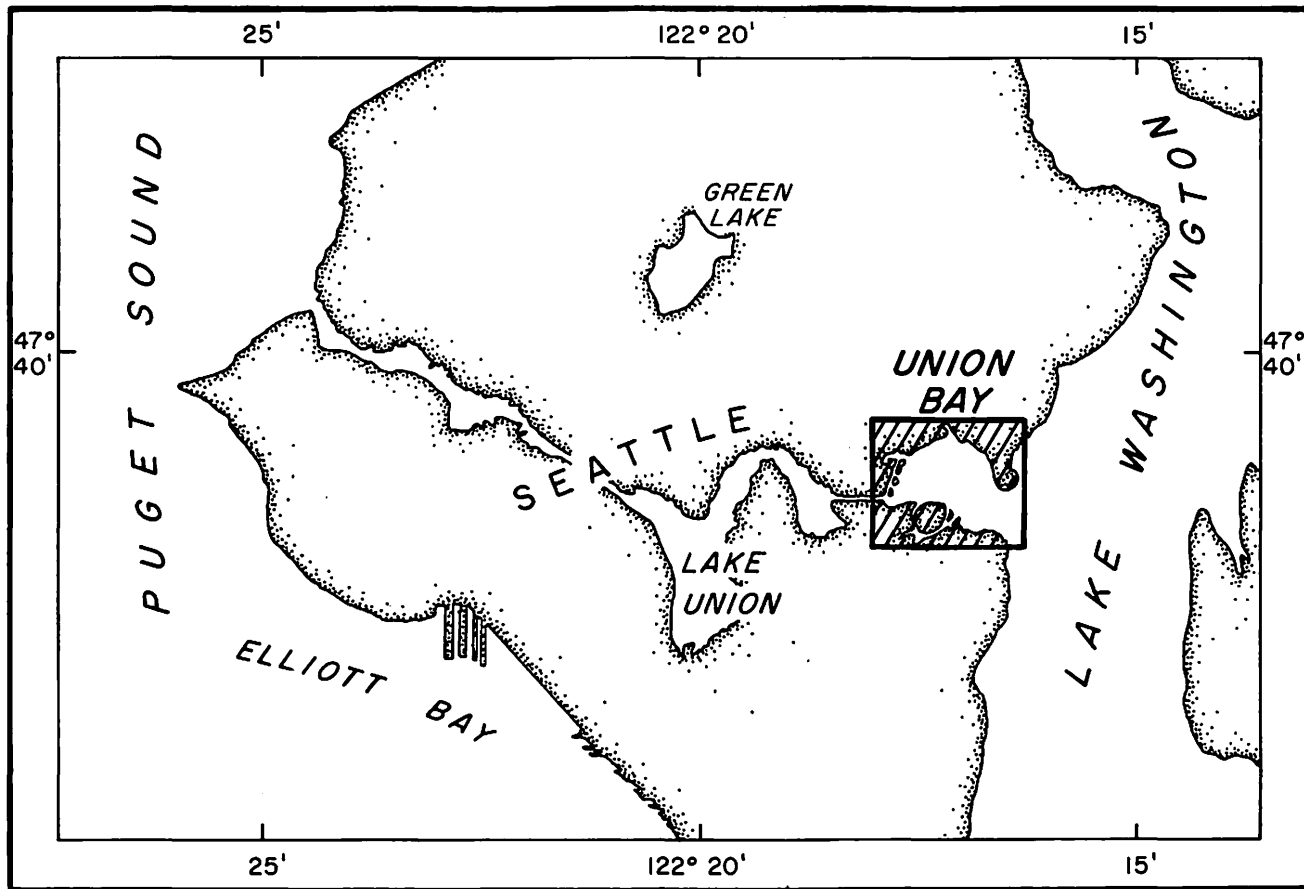 25'
122° 20'
15'
PUGET SOUND
GREEN
LAKE
LAKE WASHINGTON
47°
40'
47°
40'
UNION
BAY
SEATTLE
LAKE
UNION
ELLIOTT BAY
25'
122° 20'
15'